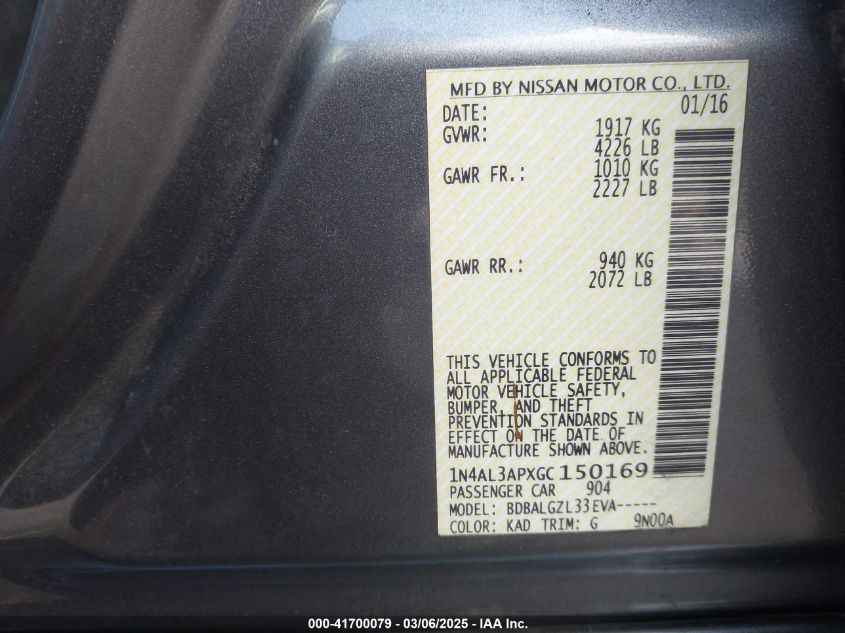 MFD BY NISSAN MOTOR CO., LTD.
DATE: 01/16
GVWR: 1917 KG
4226 LB
GAWR FR.: 1010 KG
2227 LB
GAWR RR.: 940 KG
2072 LB
THIS VEHICLE CONFORMS TO
ALL APPLICABLE FEDERAL
MOTOR VEHICLE SAFETY,
BUMPER, AND THEFT
PREVENTION STANDARDS IN
EFFECT ON THE DATE OF
MANUFACTURE SHOWN ABOVE.
1N4AL3APXGC150169
PASSENGER CAR 904
MODEL: BDBALGZL33EVA-----
COLOR: KAD TRIM: G 9N00A
000-41700079 - 03/06/2025 - IAA Inc.